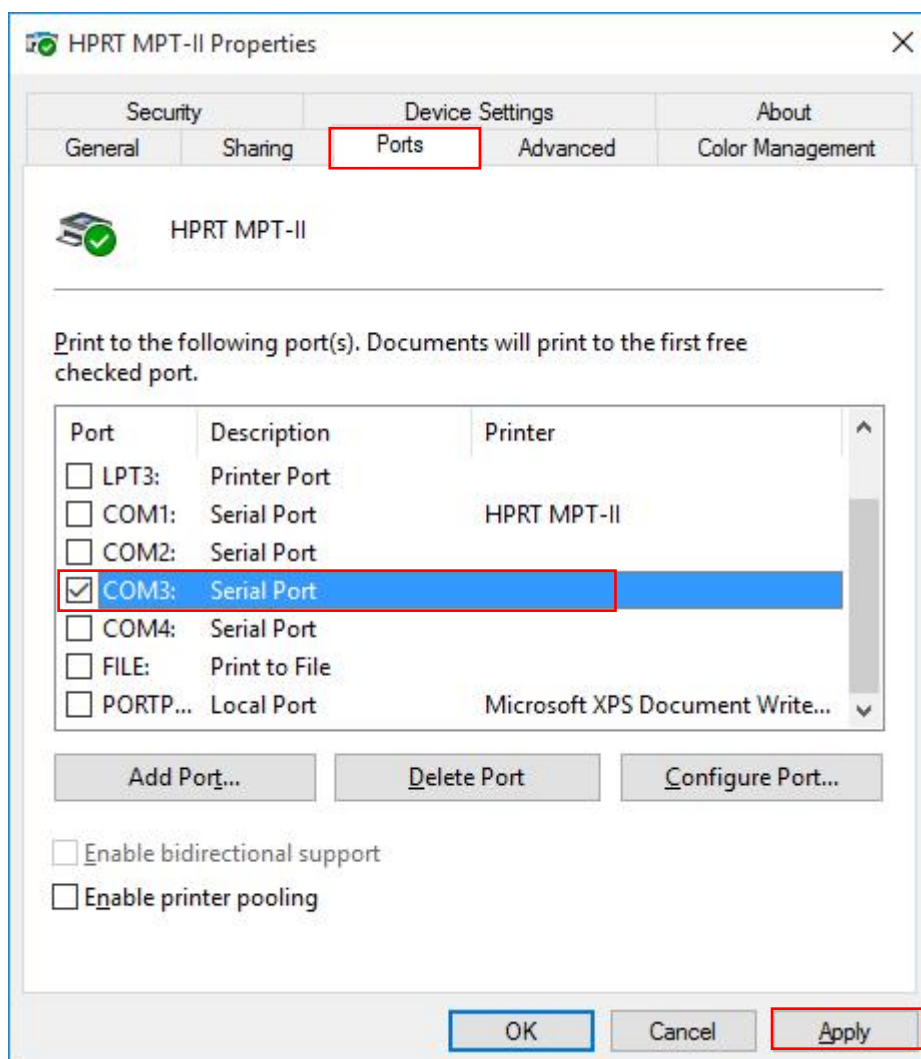 HPRT MPT-II Properties
Security Device Settings About
General Sharing Ports Advanced Color Management
HPRT MPT-II
Print to the following port(s). Documents will print to the first free
checked port.
Port Description Printer
LPT3: Printer Port
COM1: Serial Port HPRT MPT-II
COM2: Serial Port
COM3: Serial Port
COM4: Serial Port
FILE: Print to File
PORTP... Local Port Microsoft XPS Document Write...
Add Port... Delete Port Configure Port...
Enable bidirectional support
Enable printer pooling
OK Cancel Apply